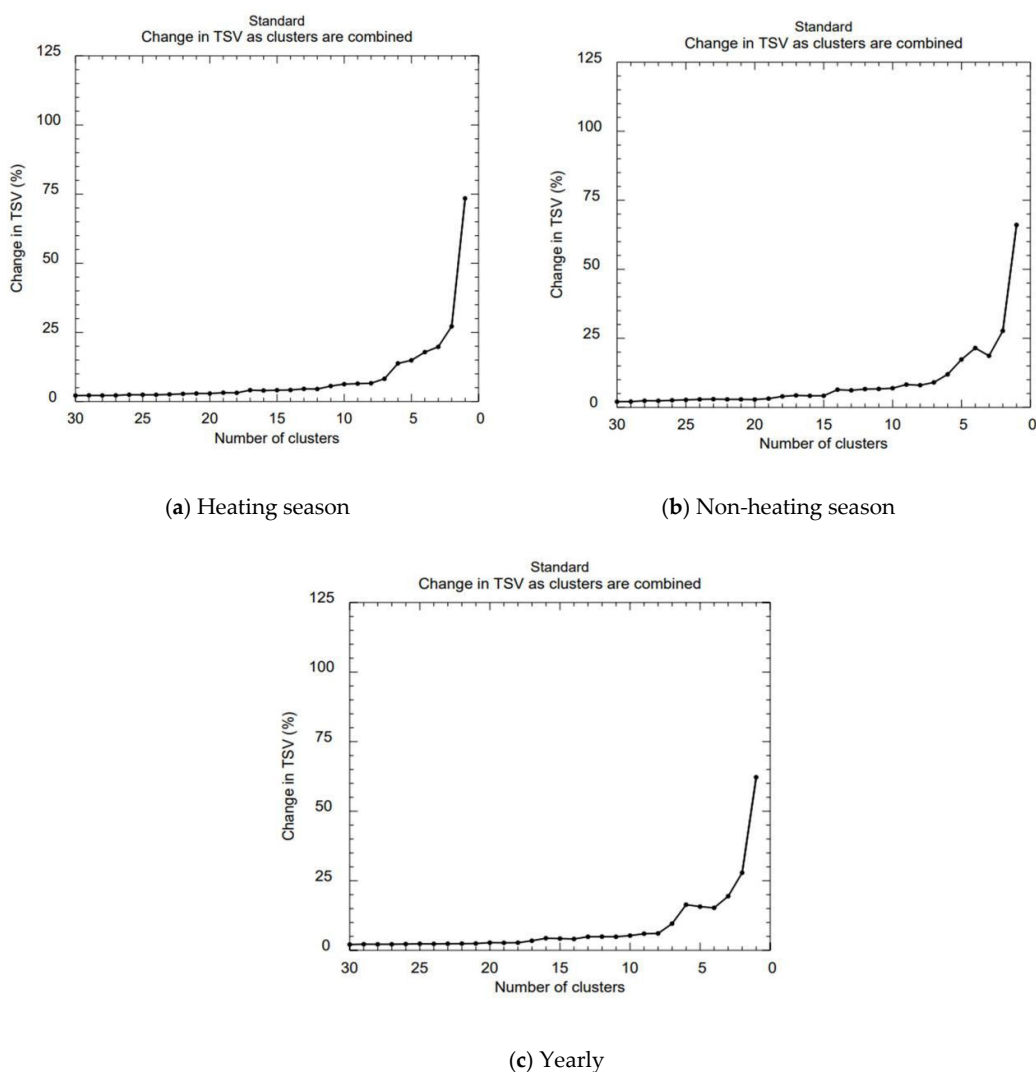 Standard
Change in TSV as clusters are combined
125
100
75
50
25
0
Change in TSV (%)
30 25 20 15 10 5 0
Number of clusters
(a) Heating season
Standard
Change in TSV as clusters are combined
125
100
75
50
25
0
Change in TSV (%)
30 25 20 15 10 5 0
Number of clusters
(b) Non-heating season
Standard
Change in TSV as clusters are combined
125
100
75
50
25
0
Change in TSV (%)
30 25 20 15 10 5 0
Number of clusters
(c) Yearly